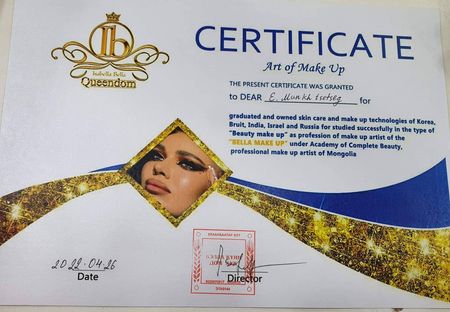 Ib
Isabella Bella
Queendom
CERTIFICATE
Art of Make Up
THE PRESENT CERTIFICATE WAS GRANTED
to DEAR E. Munkhtsetseg for
graduated and owned skin care and make up technologies of Korea,
Bruit, India, Israel and Russia for studied successfully in the type of
"Beauty make up" as profession of make up artist of the
"BELLA MAKE UP" under Academy of Complete Beauty,
professional make up artist of Mongolia
2022.04.26
Date
УЛААНБААТАР ХОТ
Director